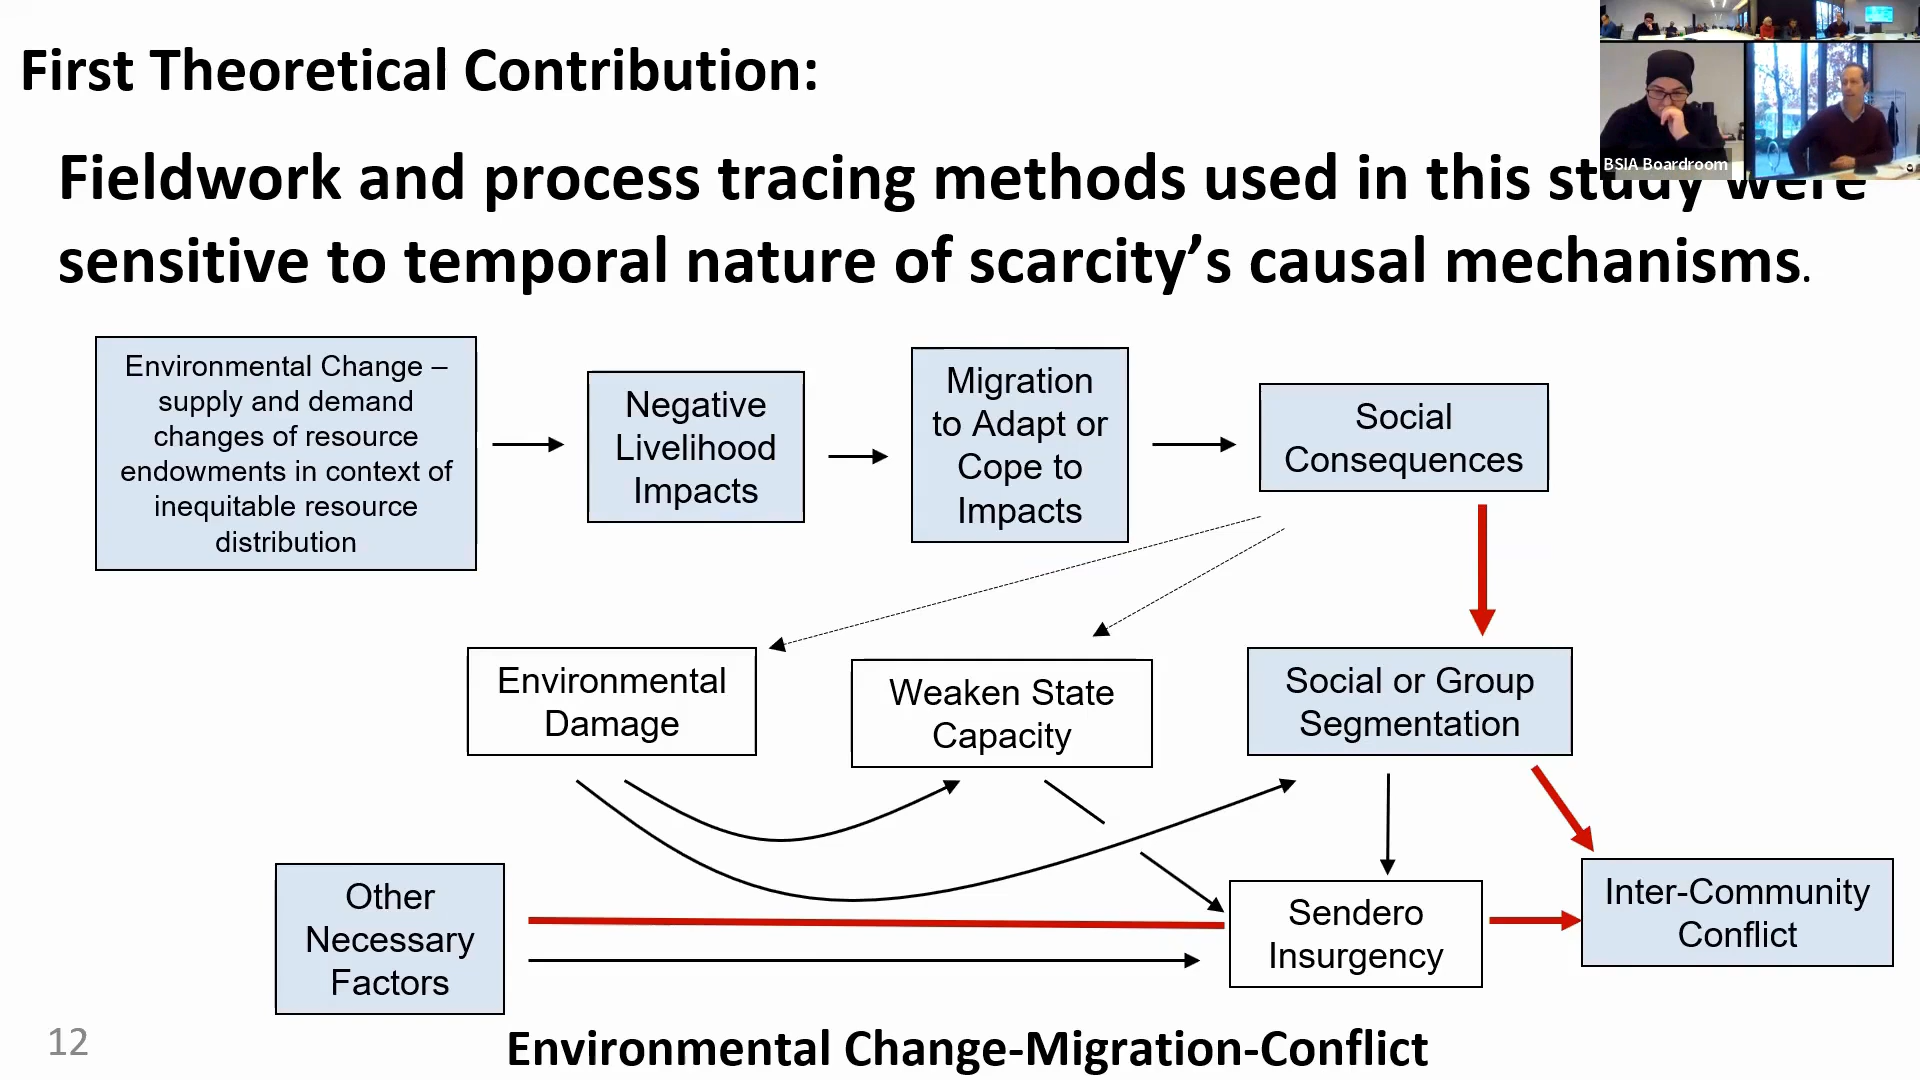 First Theoretical Contribution:
Fieldwork and process tracing methods used in this study were
sensitive to temporal nature of scarcity’s causal mechanisms.
BSIA Boardroom
Environmental Change –
supply and demand
changes of resource
endowments in context of
inequitable resource
distribution
Negative
Livelihood
Impacts
Migration
to Adapt or
Cope to
Impacts
Social
Consequences
Environmental
Damage
Weaken State
Capacity
Social or Group
Segmentation
Other
Necessary
Factors
Sendero
Insurgency
Inter-Community
Conflict
12
Environmental Change-Migration-Conflict